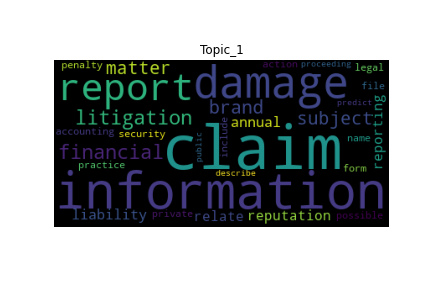 Topic_1
penalty matter action proceeding legal
report damage file
predict
litigation brand annual subject reporting
accounting security public include name
financial claim
practice describe form
information
liability private relate reputation possible